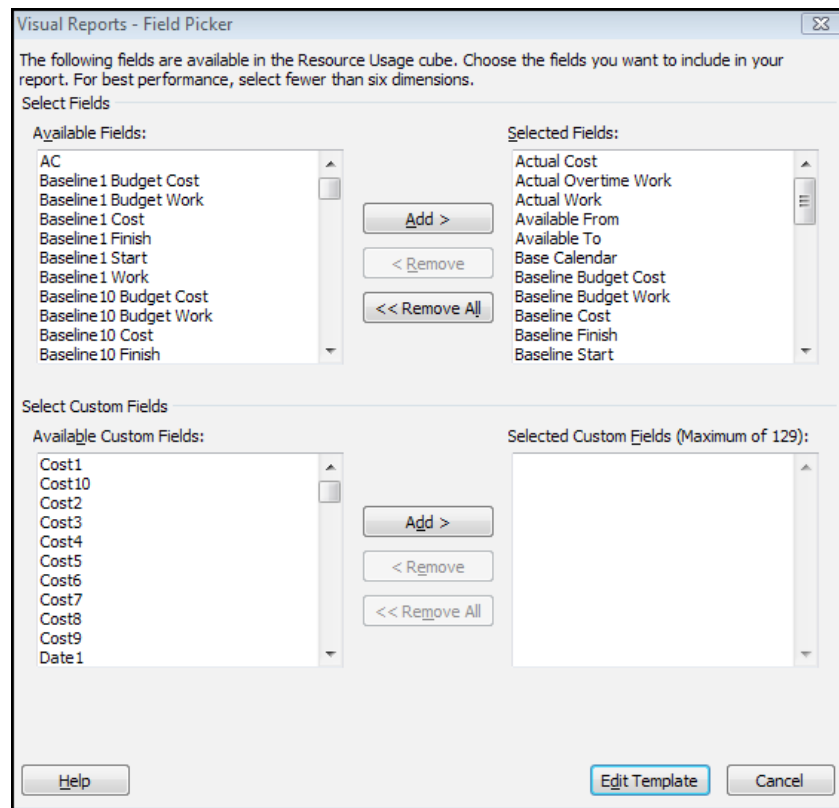 Visual Reports - Field Picker
The following fields are available in the Resource Usage cube. Choose the fields you want to include in your
report. For best performance, select fewer than six dimensions.
Select Fields
Available Fields:
AC
Baseline1 Budget Cost
Baseline1 Budget Work
Baseline1 Cost
Baseline1 Finish
Baseline1 Start
Baseline1 Work
Baseline10 Budget Cost
Baseline10 Budget Work
Baseline10 Cost
Baseline10 Finish
Add >
< Remove
<< Remove All
Selected Fields:
Actual Cost
Actual Overtime Work
Actual Work
Available From
Available To
Base Calendar
Baseline Budget Cost
Baseline Budget Work
Baseline Cost
Baseline Finish
Baseline Start
Select Custom Fields
Available Custom Fields:
Cost1
Cost10
Cost2
Cost3
Cost4
Cost5
Cost6
Cost7
Cost8
Cost9
Date1
Add >
< Remove
<< Remove All
Selected Custom Fields (Maximum of 129):
Help
Edit Template
Cancel